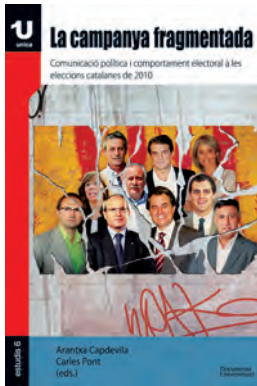 unica
La campanya fragmentada
Comunicació política i comportament electoral a les
eleccions catalanes de 2010
estudis 6
Arantxa Capdevila
Carles Pont
(eds.)
Documenta
Universitaria